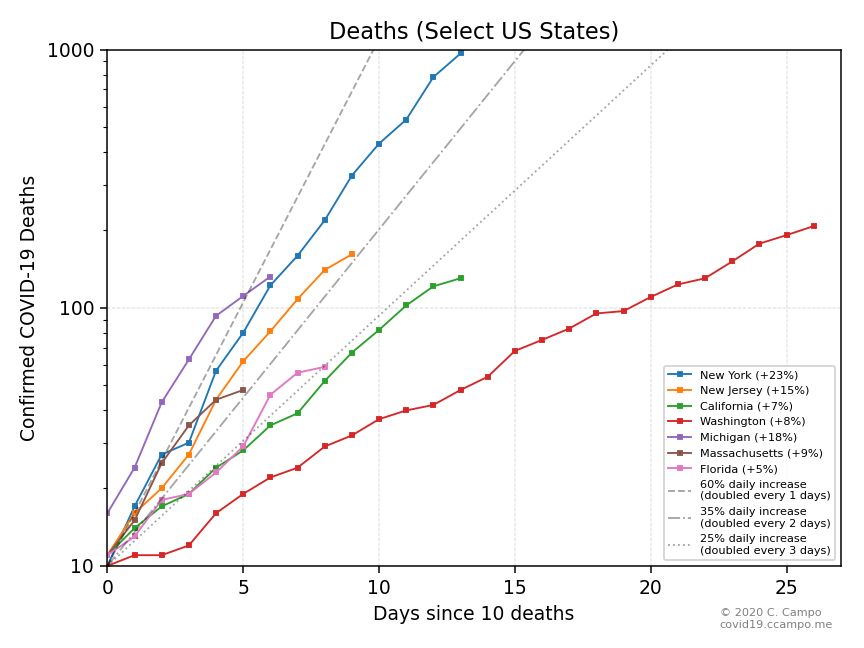 Deaths (Select US States)
1000
100
10
Confirmed COVID-19 Deaths
0 5 10 15 20 25
Days since 10 deaths
New York (+23%)
New Jersey (+15%)
California (+7%)
Washington (+8%)
Michigan (+18%)
Massachusetts (+9%)
Florida (+5%)
60% daily increase
(doubled every 1 days)
35% daily increase
(doubled every 2 days)
25% daily increase
(doubled every 3 days)
© 2020 C. Campo
covid19.ccampo.me